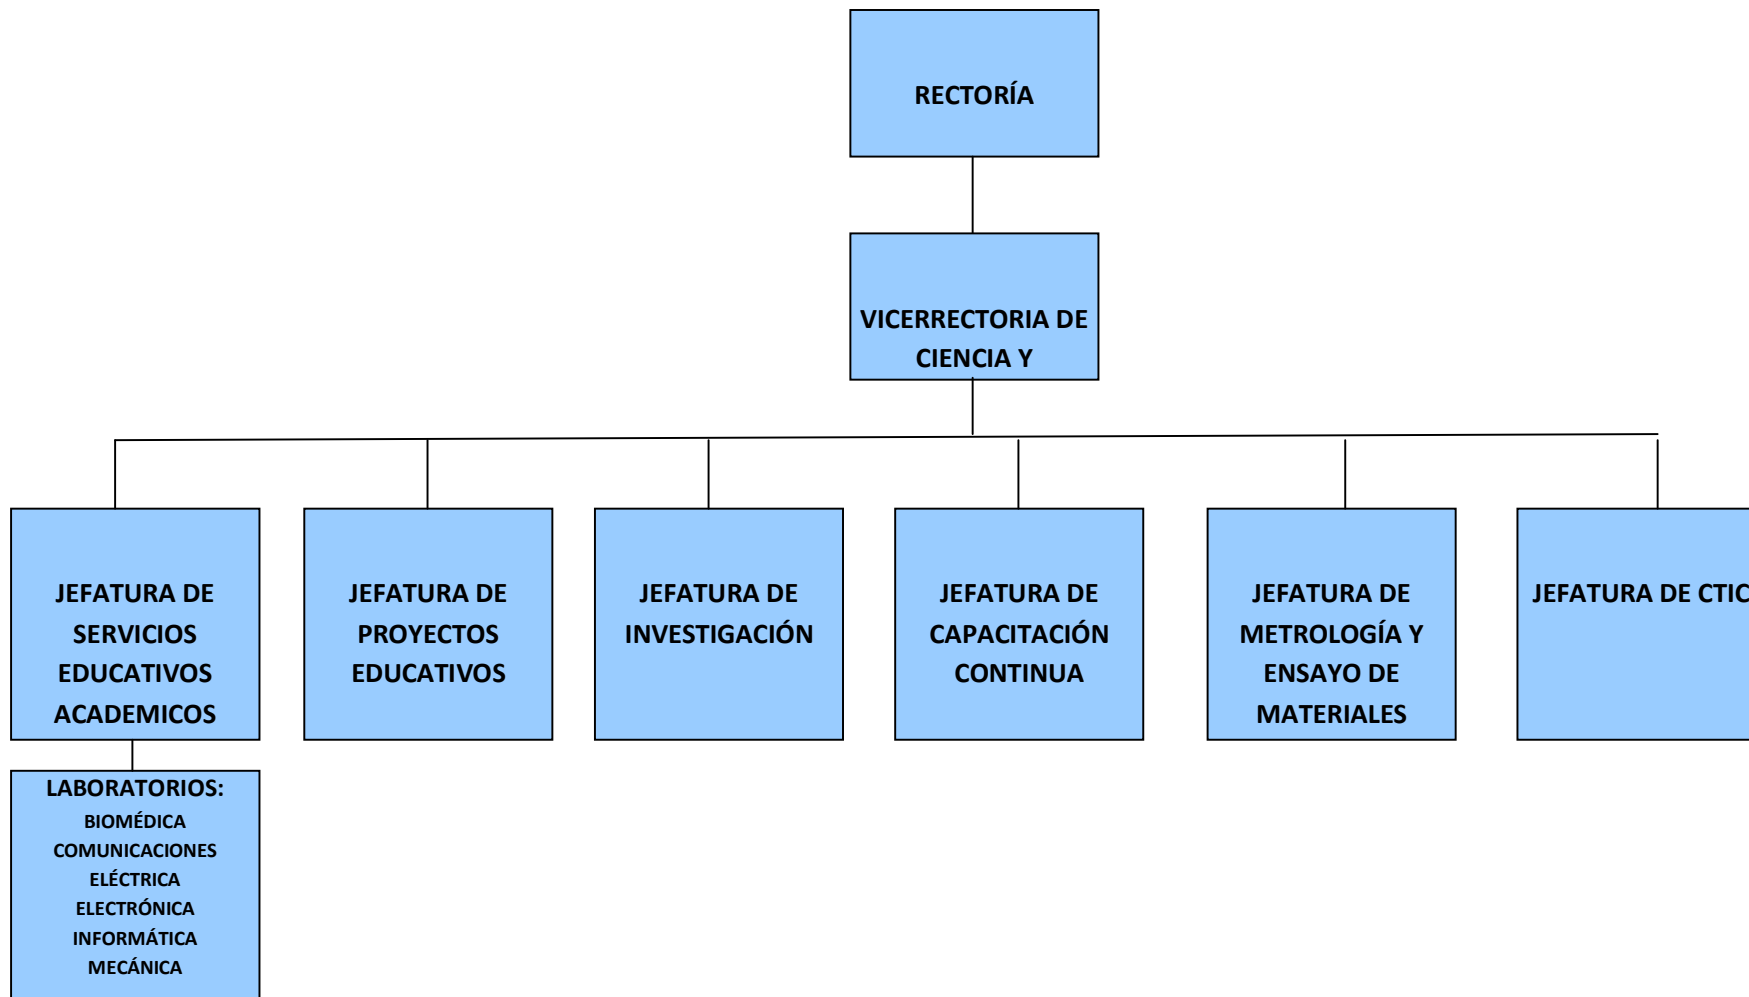 RECTORÍA
VICERRECTORIA DE
CIENCIA Y
JEFATURA DE
SERVICIOS
EDUCATIVOS
ACADEMICOS
JEFATURA DE
PROYECTOS
EDUCATIVOS
JEFATURA DE
INVESTIGACIÓN
JEFATURA DE
CAPACITACIÓN
CONTINUA
JEFATURA DE
METROLOGÍA Y
ENSAYO DE
MATERIALES
JEFATURA DE CTIC
LABORATORIOS:
BIOMÉDICA
COMUNICACIONES
ELÉCTRICA
ELECTRÓNICA
INFORMÁTICA
MECÁNICA